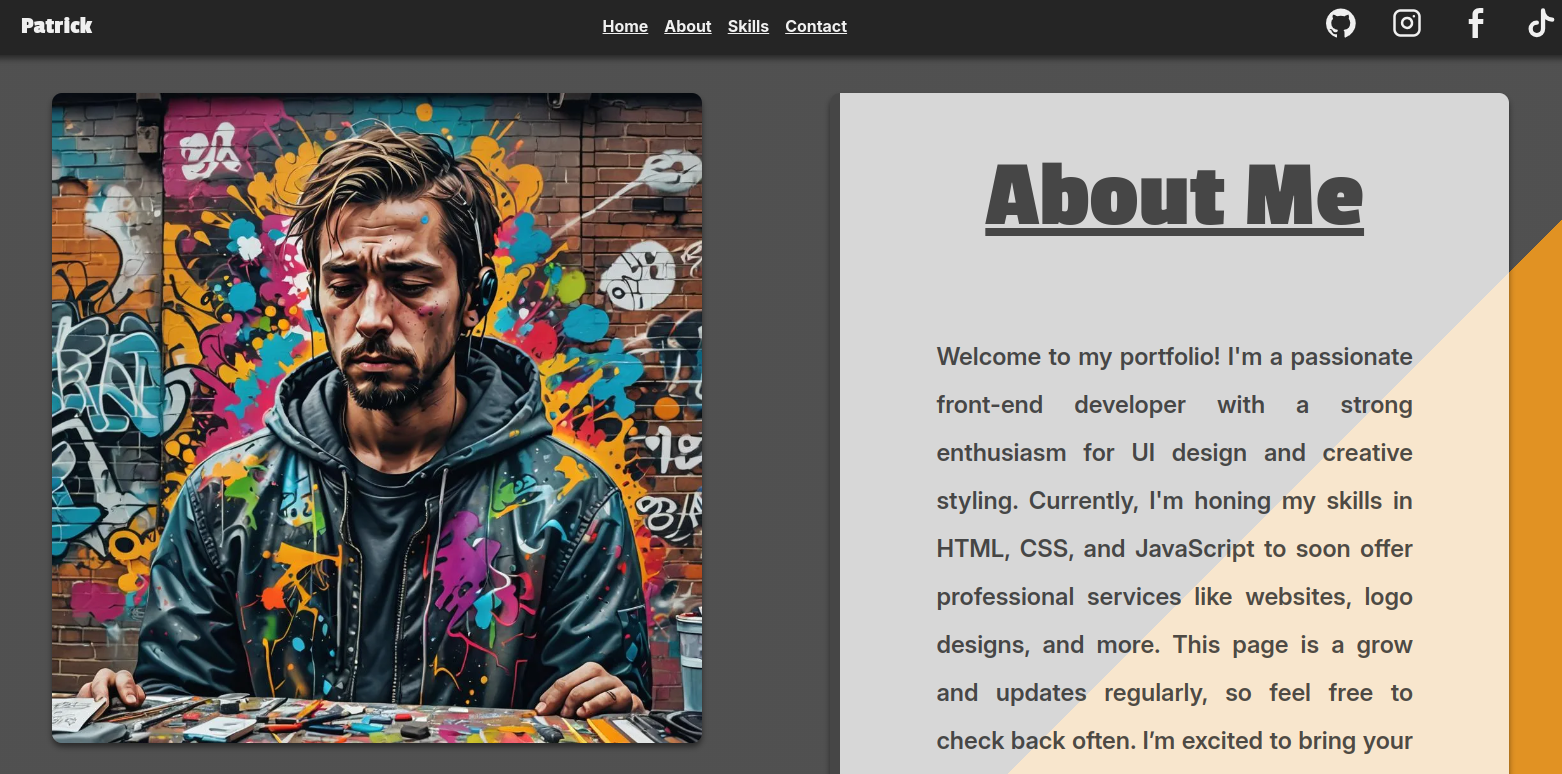 Patrick
Home About Skills Contact
About Me
Welcome to my portfolio! I'm a passionate
front-end developer with a strong
enthusiasm for UI design and creative
styling. Currently, I'm honing my skills in
HTML, CSS, and JavaScript to soon offer
professional services like websites, logo
designs, and more. This page is a grow
and updates regularly, so feel free to
check back often. I’m excited to bring your